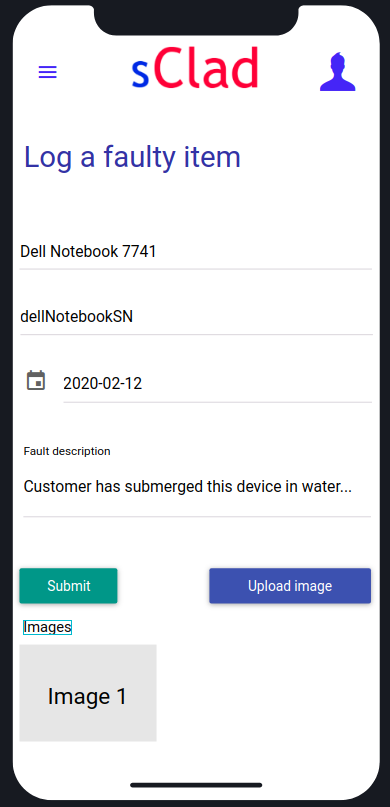 sClad
Log a faulty item
Dell Notebook 7741
dellNotebookSN
2020-02-12
Fault description
Customer has submerged this device in water...
Submit Upload image
Images
Image 1